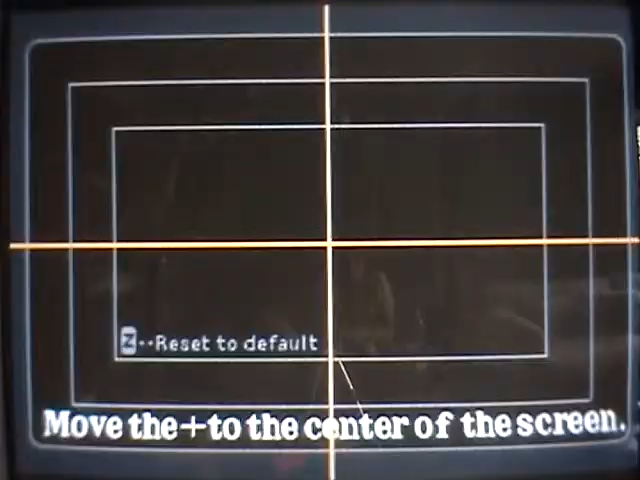 Z··Reset to default
Move the + to the center of the screen.